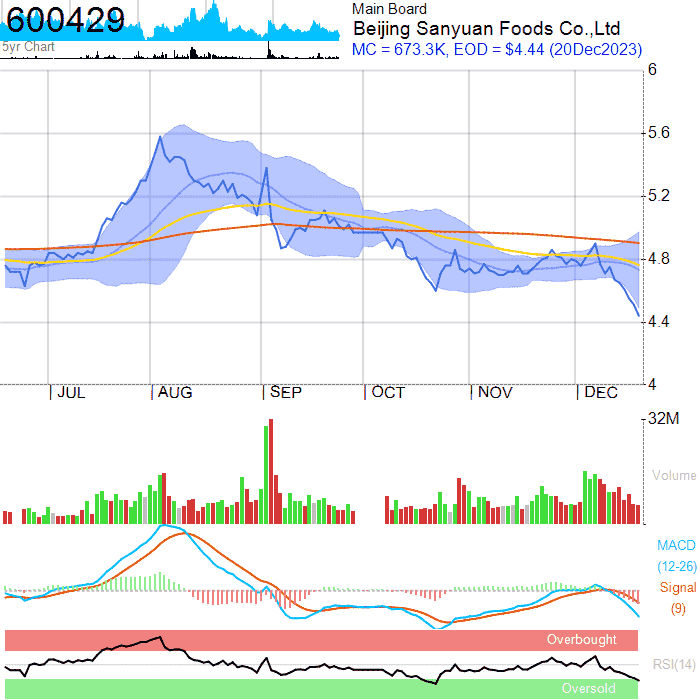 600429
5yr Chart
Main Board
Beijing Sanyuan Foods Co.,Ltd
MC = 673.3K, EOD = $4.44 (20Dec2023)
6
5.6
5.2
4.8
4.4
4
JUL AUG SEP OCT NOV DEC
32M
Volume
MACD
(12-26)
Signal
(9)
Overbought
RSI(14)
Oversold